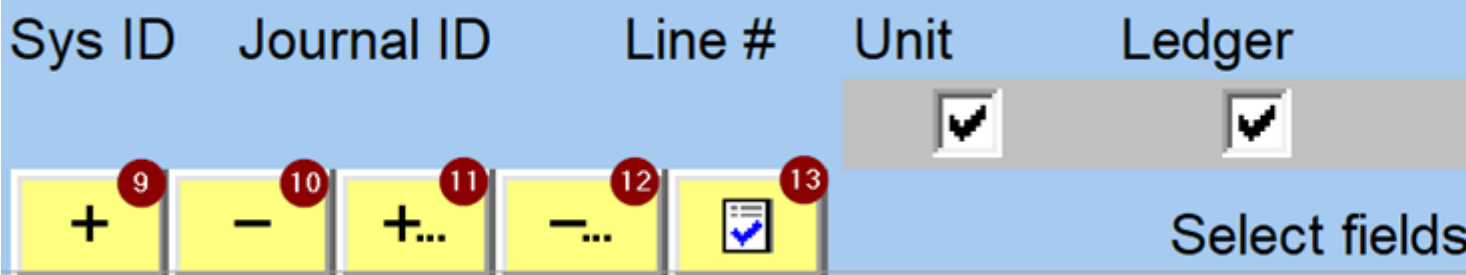 Sys ID Journal ID Line # Unit Ledger
9 10 11 12 13
+ - +... -...
Select fields